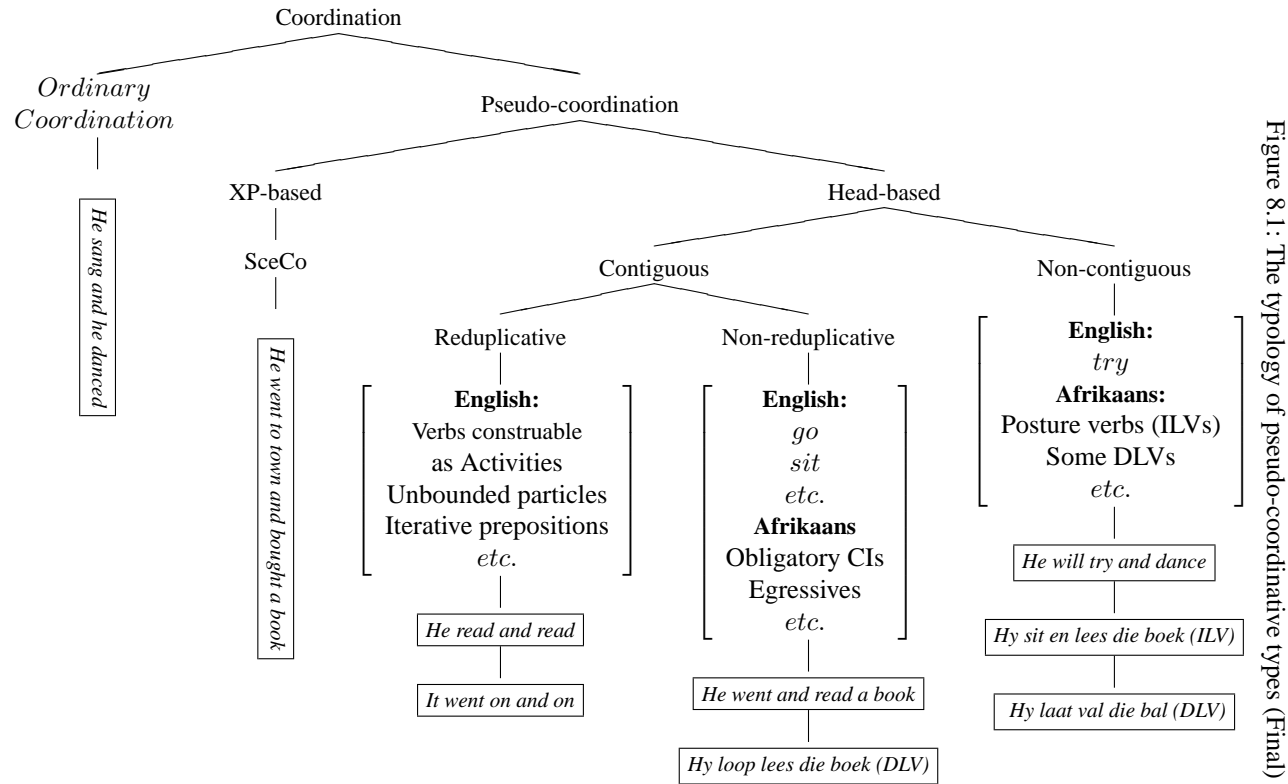 Coordination
Ordinary
Coordination
Pseudo-coordination
He sang and he danced
XP-based
Head-based
SceCo
Contiguous
Non-contiguous
He went to town and bought a book
Reduplicative
Non-reduplicative
English:
Verbs construable
as Activities
Unbounded particles
Iterative prepositions
etc.
He read and read
It went on and on
English:
go
sit
etc.
Afrikaans
Obligatory CIs
Egressives
etc.
He went and read a book
Hy loop lees die boek (DLV)
English:
try
Afrikaans:
Posture verbs (ILVs)
Some DLVs
etc.
He will try and dance
Hy sit en lees die boek (ILV)
Hy laat val die bal (DLV)
Figure 8.1: The typology of pseudo-coordinative types (Final)